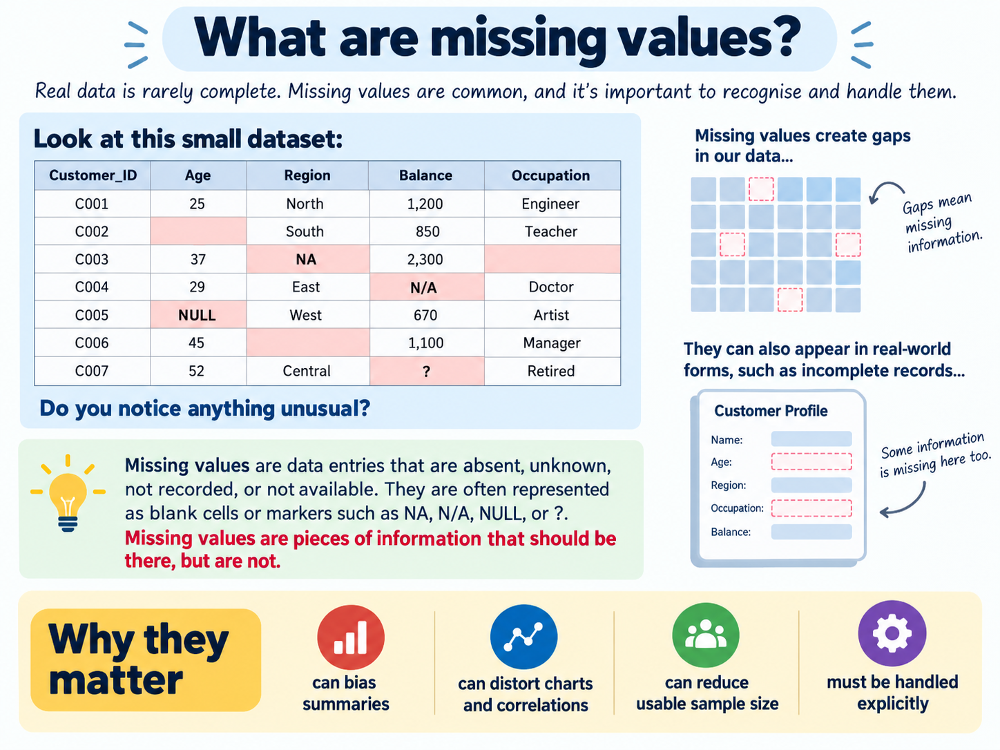 What are missing values?
Real data is rarely complete. Missing values are common, and it's important to recognise and handle them.
Look at this small dataset:
Customer_ID Age Region Balance Occupation
C001 25 North 1,200 Engineer
C002 South 850 Teacher
C003 37 NA 2,300
C004 29 East N/A Doctor
C005 NULL West 670 Artist
C006 45 1,100 Manager
C007 52 Central ? Retired
Do you notice anything unusual?
Missing values create gaps
in our data...
Gaps mean
missing
information.
They can also appear in real-world
forms, such as incomplete records...
Customer Profile
Name:
Age:
Region:
Occupation:
Balance:
Some information
is missing here too.
Missing values are data entries that are absent, unknown,
not recorded, or not available. They are often represented
as blank cells or markers such as NA, N/A, NULL, or ?.
Missing values are pieces of information that should be
there, but are not.
Why they
matter
can bias
summaries
can distort charts
and correlations
can reduce
usable sample size
must be handled
explicitly